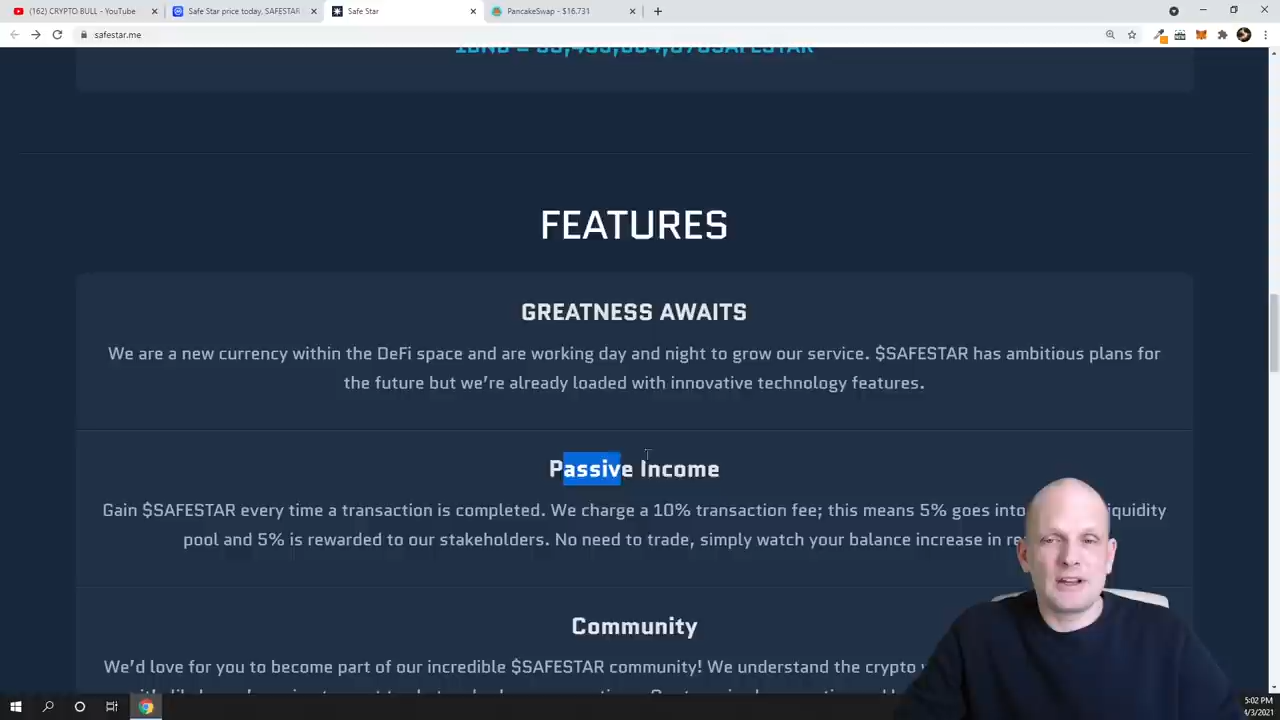 (162) CRYPTO BULL - YouTube
Safe Star price today, SAFESTAR
Safe Star
PancakeSwap - $16.731
safestar.me
FEATURES
GREATNESS AWAITS
We are a new currency within the DeFi space and are working day and night to grow our service. $SAFESTAR has ambitious plans for
the future but we're already loaded with innovative technology features.
Passive Income
Gain $SAFESTAR every time a transaction is completed. We charge a 10% transaction fee; this means 5% goes into
liquidity
pool and 5% is rewarded to our stakeholders. No need to trade, simply watch your balance increase in
Community
We'd love for you to become part of our incredible $SAFESTAR community! We understand the crypto
5:02 PM
4/3/2021